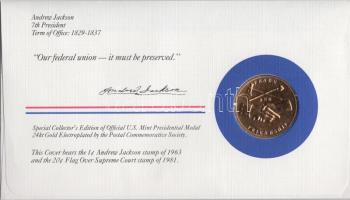 Andrew Jackson
7th President
Term of Office: 1829-1837
"Our federal union — it must be preserved."
Andrew Jackson
PEACE
AND
FRIENDSHIP
Special Collector's Edition of Official U.S. Mint Presidential Medal
24kt Gold Electroplated by the Postal Commemorative Society.
This Cover bears the 1¢ Andrew Jackson stamp of 1963
and the 20¢ Flag Over Supreme Court stamp of 1981.